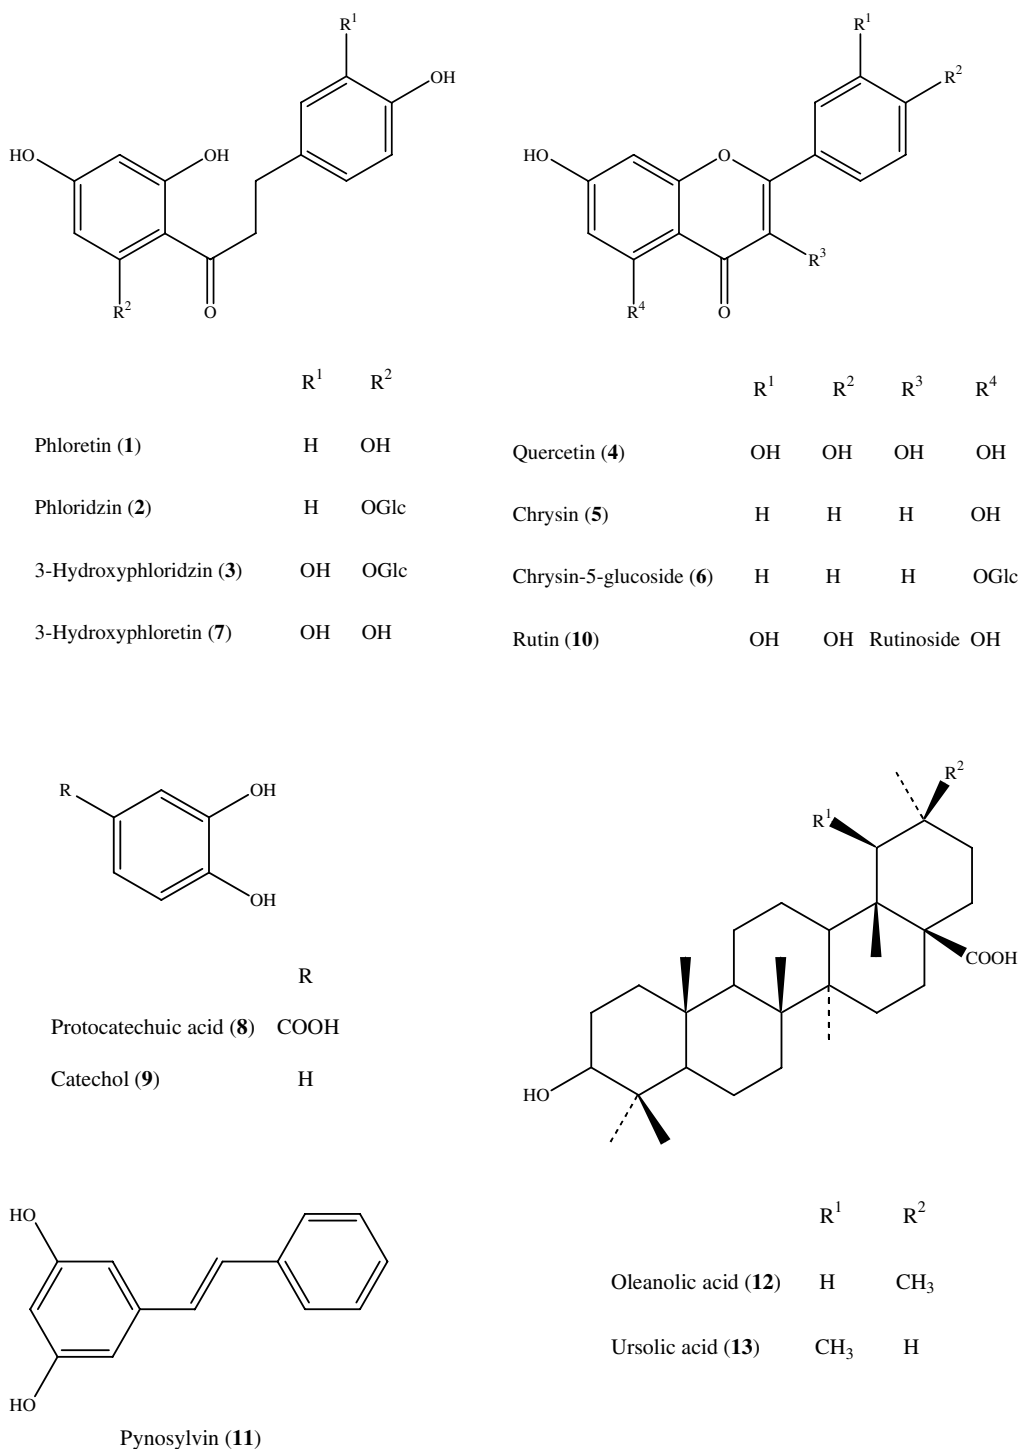 R¹
OH
HO
OH
R²
O
R¹ R²
Phloretin (1) H OH
Phloridzin (2) H OGlc
3-Hydroxyphloridzin (3) OH OGlc
3-Hydroxyphloretin (7) OH OH
R¹
R²
HO
O
R³
R⁴
O
R¹ R² R³ R⁴
Quercetin (4) OH OH OH OH
Chrysin (5) H H H OH
Chrysin-5-glucoside (6) H H H OGlc
Rutin (10) OH OH Rutinoside OH
R
OH
OH
R
Protocatechuic acid (8) COOH
Catechol (9) H
R²
R¹
COOH
HO
R¹ R²
Oleanolic acid (12) H CH₃
Ursolic acid (13) CH₃ H
HO
HO
Pynosylvin (11)